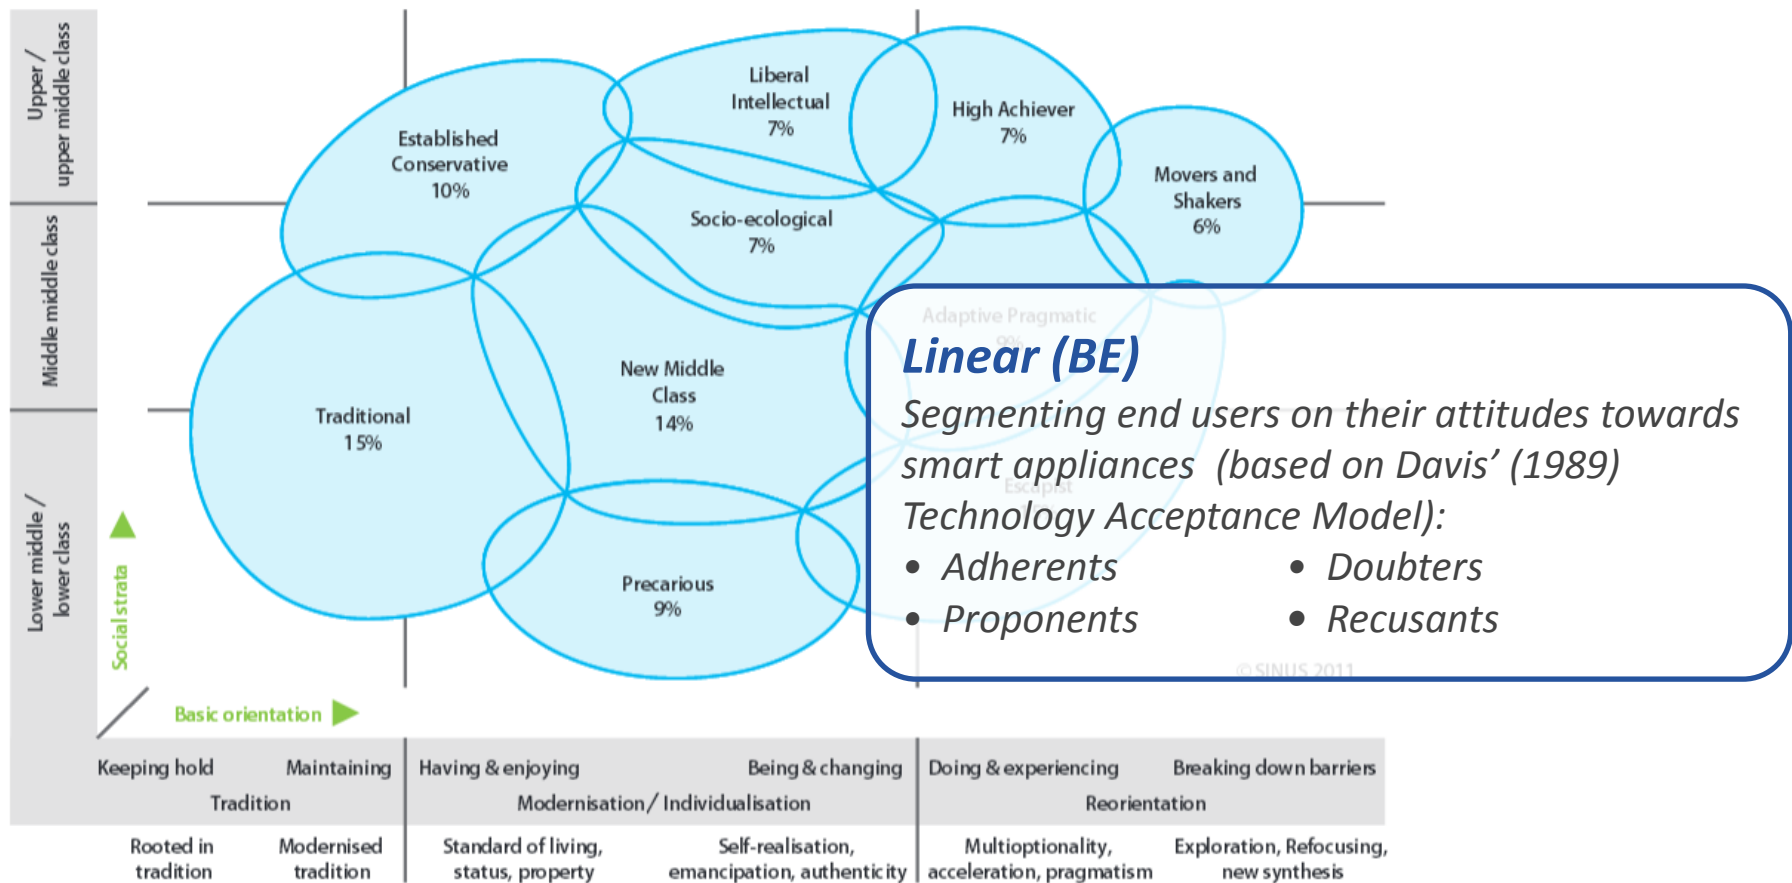 Upper /
upper middle class
Middle middle class
Lower middle /
lower class
Social strata
Basic orientation
Established
Conservative
10%
Liberal
Intellectual
7%
High Achiever
7%
Movers and
Shakers
6%
Socio-ecological
7%
Adaptive Pragmatic
9%
New Middle
Class
14%
Traditional
15%
Escapist
Precarious
9%
Linear (BE)
Segmenting end users on their attitudes towards
smart appliances (based on Davis’ (1989)
Technology Acceptance Model):
• Adherents
• Doubters
• Proponents
• Recusants
© SINUS 2011
Keeping hold
Maintaining
Having & enjoying
Being & changing
Doing & experiencing
Breaking down barriers
Tradition
Modernisation / Individualisation
Reorientation
Rooted in
tradition
Modernised
tradition
Standard of living,
status, property
Self-realisation,
emancipation, authenticity
Multioptionality,
acceleration, pragmatism
Exploration, Refocusing,
new synthesis